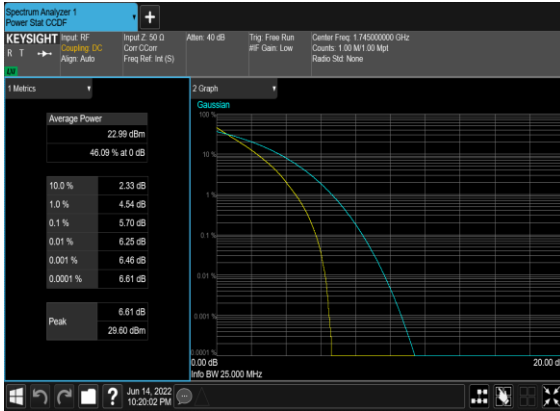 Spectrum Analyzer 1
Power Stat CCDF
+
KEYSIGHT
R T
LXI
Input: RF
Coupling: DC
Align: Auto
Input Z: 50 Ω
Corr CCorr
Freq Ref: Int (S)
Atten: 40 dB
Trig: Free Run
#IF Gain: Low
Center Freq: 1.745000000 GHz
Counts: 1.00 M/1.00 Mpt
Radio Std: None
1 Metrics
Average Power
22.99 dBm
46.09 % at 0 dB
10.0 % 2.33 dB
1.0 % 4.54 dB
0.1 % 5.70 dB
0.01 % 6.25 dB
0.001 % 6.46 dB
0.0001 % 6.61 dB
Peak
6.61 dB
29.60 dBm
2 Graph
Gaussian
100 %
10 %
1 %
0.1 %
0.01 %
0.001 %
0.0001 %
0.00 dB
20.00 d
Info BW 25.000 MHz
?
Jun 14, 2022
10:20:02 PM